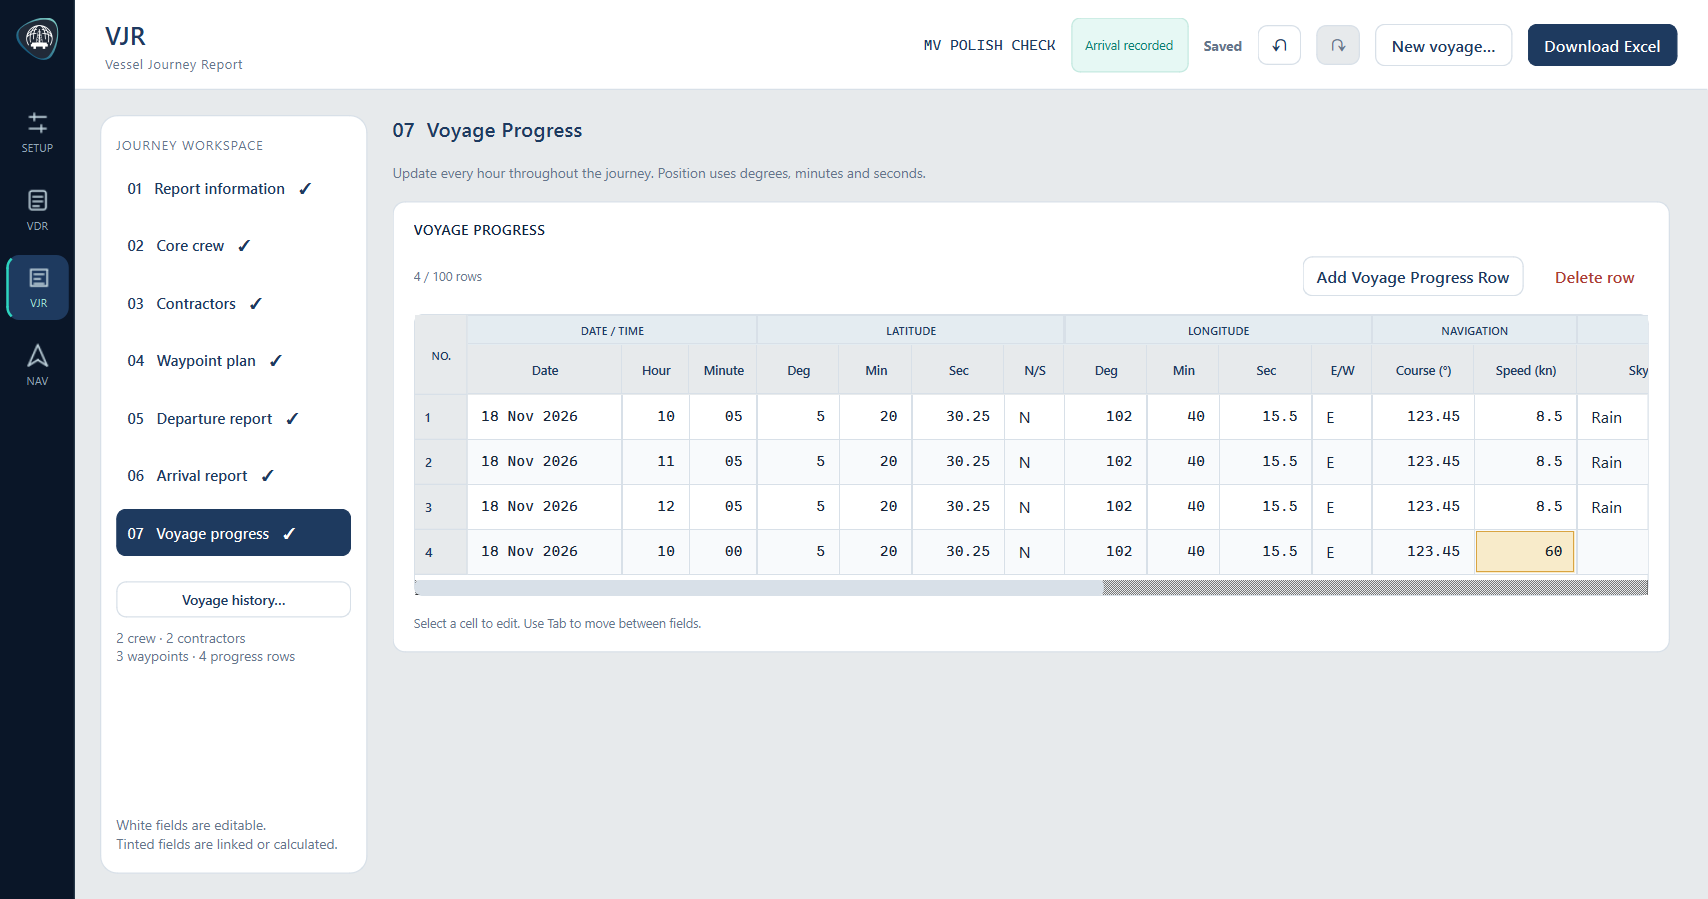 VJR
Vessel Journey Report
MV POLISH CHECK
Arrival recorded
Saved
New voyage...
Download Excel
SETUP
VDR
VJR
NAV
JOURNEY WORKSPACE
01 Report information ✓
02 Core crew ✓
03 Contractors ✓
04 Waypoint plan ✓
05 Departure report ✓
06 Arrival report ✓
07 Voyage progress ✓
Voyage history...
2 crew · 2 contractors
3 waypoints · 4 progress rows
White fields are editable.
Tinted fields are linked or calculated.
07 Voyage Progress
Update every hour throughout the journey. Position uses degrees, minutes and seconds.
VOYAGE PROGRESS
4 / 100 rows
Add Voyage Progress Row
Delete row
NO. DATE / TIME LATITUDE LONGITUDE NAVIGATION
Date Hour Minute Deg Min Sec N/S Deg Min Sec E/W Course (°) Speed (kn) Sky
1 18 Nov 2026 10 05 5 20 30.25 N 102 40 15.5 E 123.45 8.5 Rain
2 18 Nov 2026 11 05 5 20 30.25 N 102 40 15.5 E 123.45 8.5 Rain
3 18 Nov 2026 12 05 5 20 30.25 N 102 40 15.5 E 123.45 8.5 Rain
4 18 Nov 2026 10 00 5 20 30.25 N 102 40 15.5 E 123.45 60
Select a cell to edit. Use Tab to move between fields.